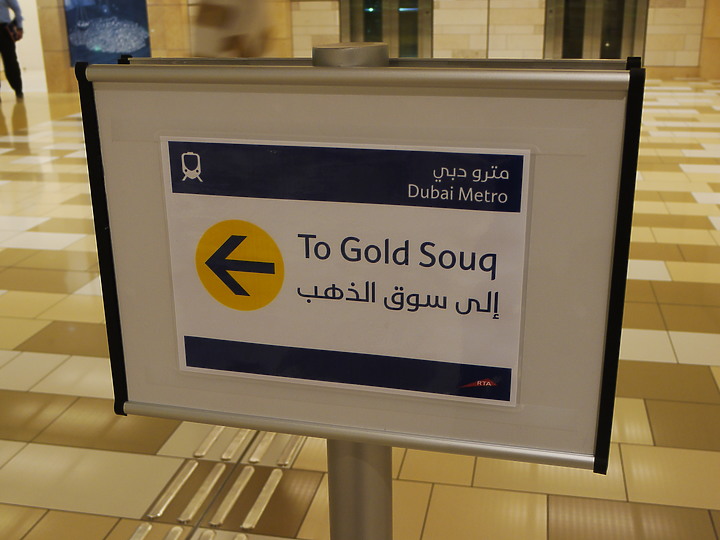 مترو دبي
Dubai Metro
To Gold Souq
إلى سوق الذهب
RTA